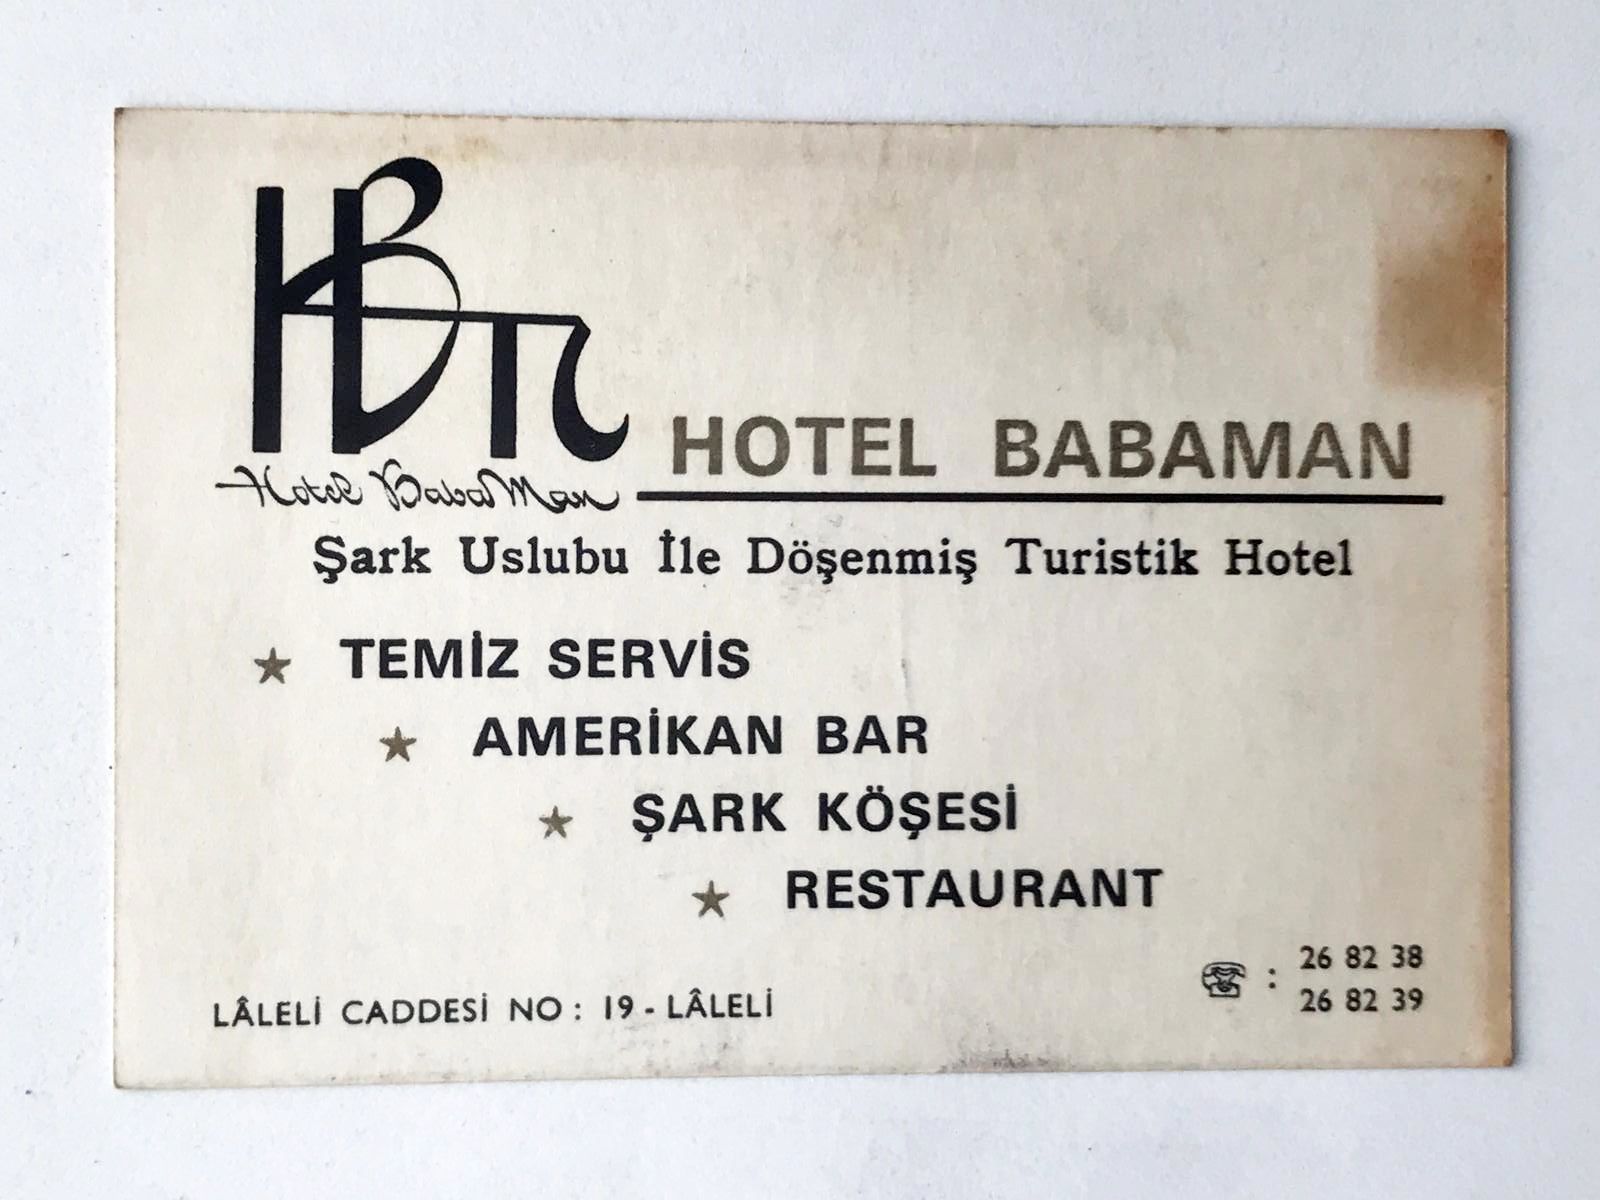 HBM
Hotel BabaMan
HOTEL BABAMAN
Şark Uslubu İle Döşenmiş Turistik Hotel
TEMİZ SERVİS
AMERİKAN BAR
ŞARK KÖŞESİ
RESTAURANT
LÂLELİ CADDESİ NO : 19 - LÂLELİ
: 26 82 38
26 82 39